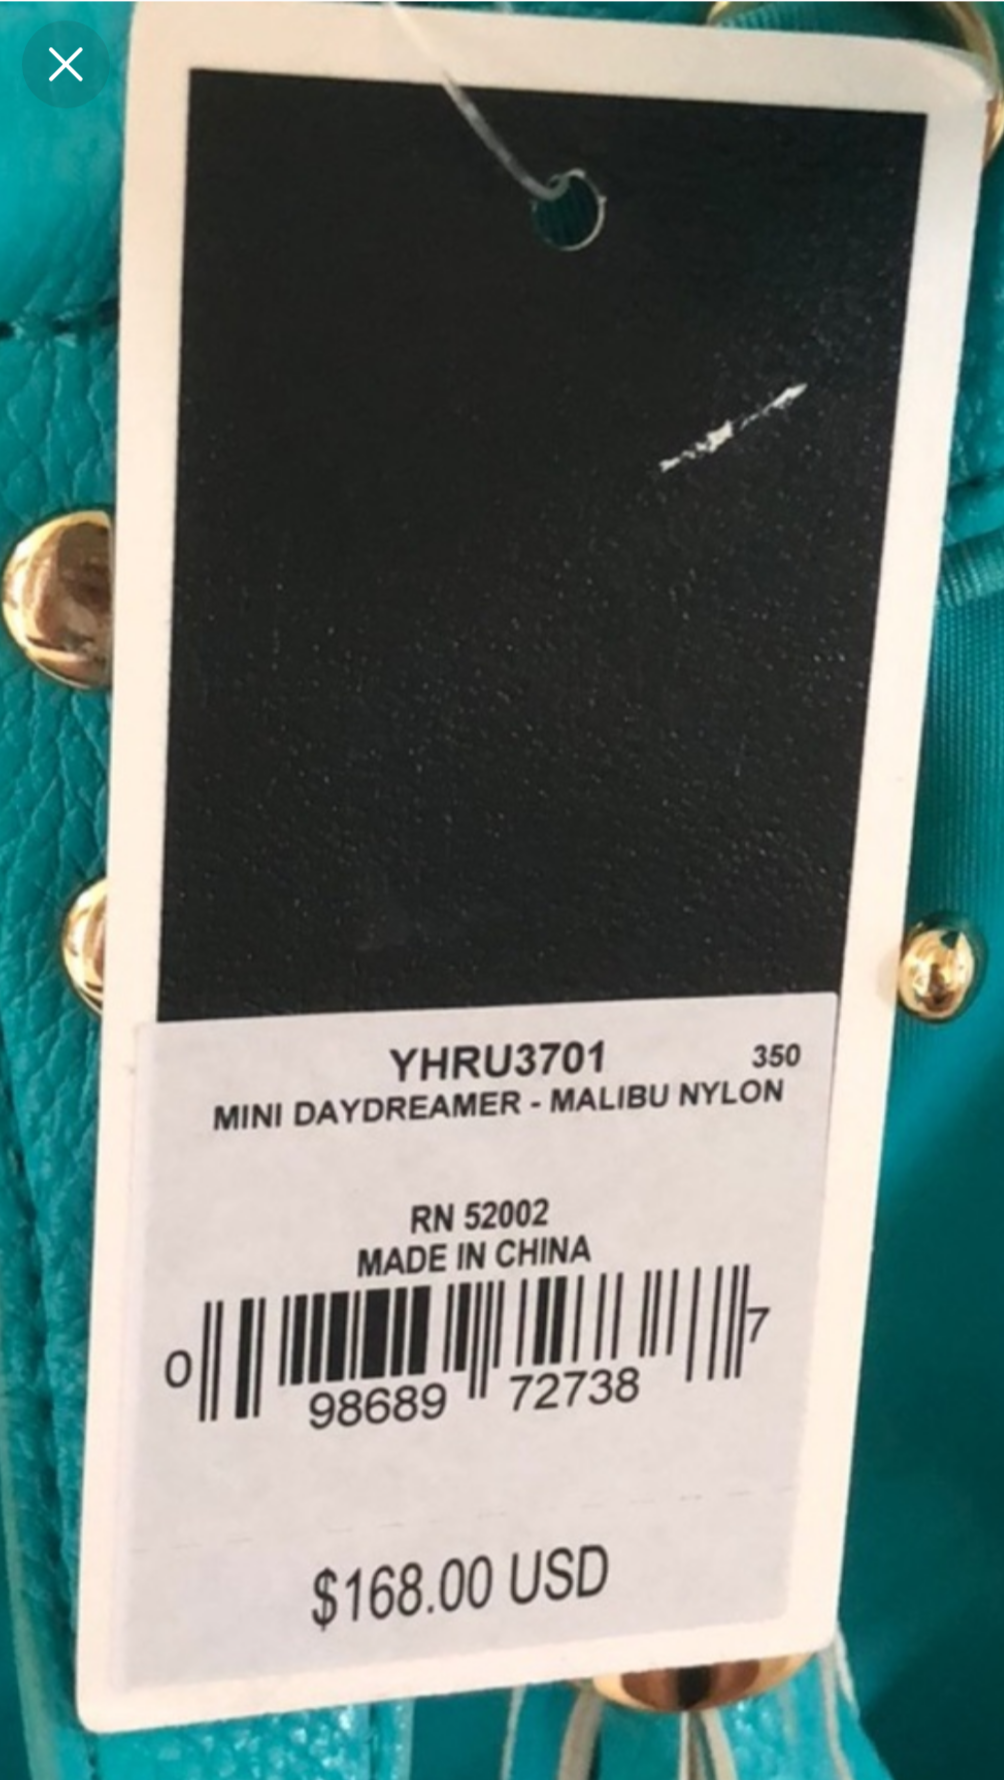 YHRU3701 350
MINI DAYDREAMER - MALIBU NYLON
RN 52002
MADE IN CHINA
0 98689 72738 7
$168.00 USD